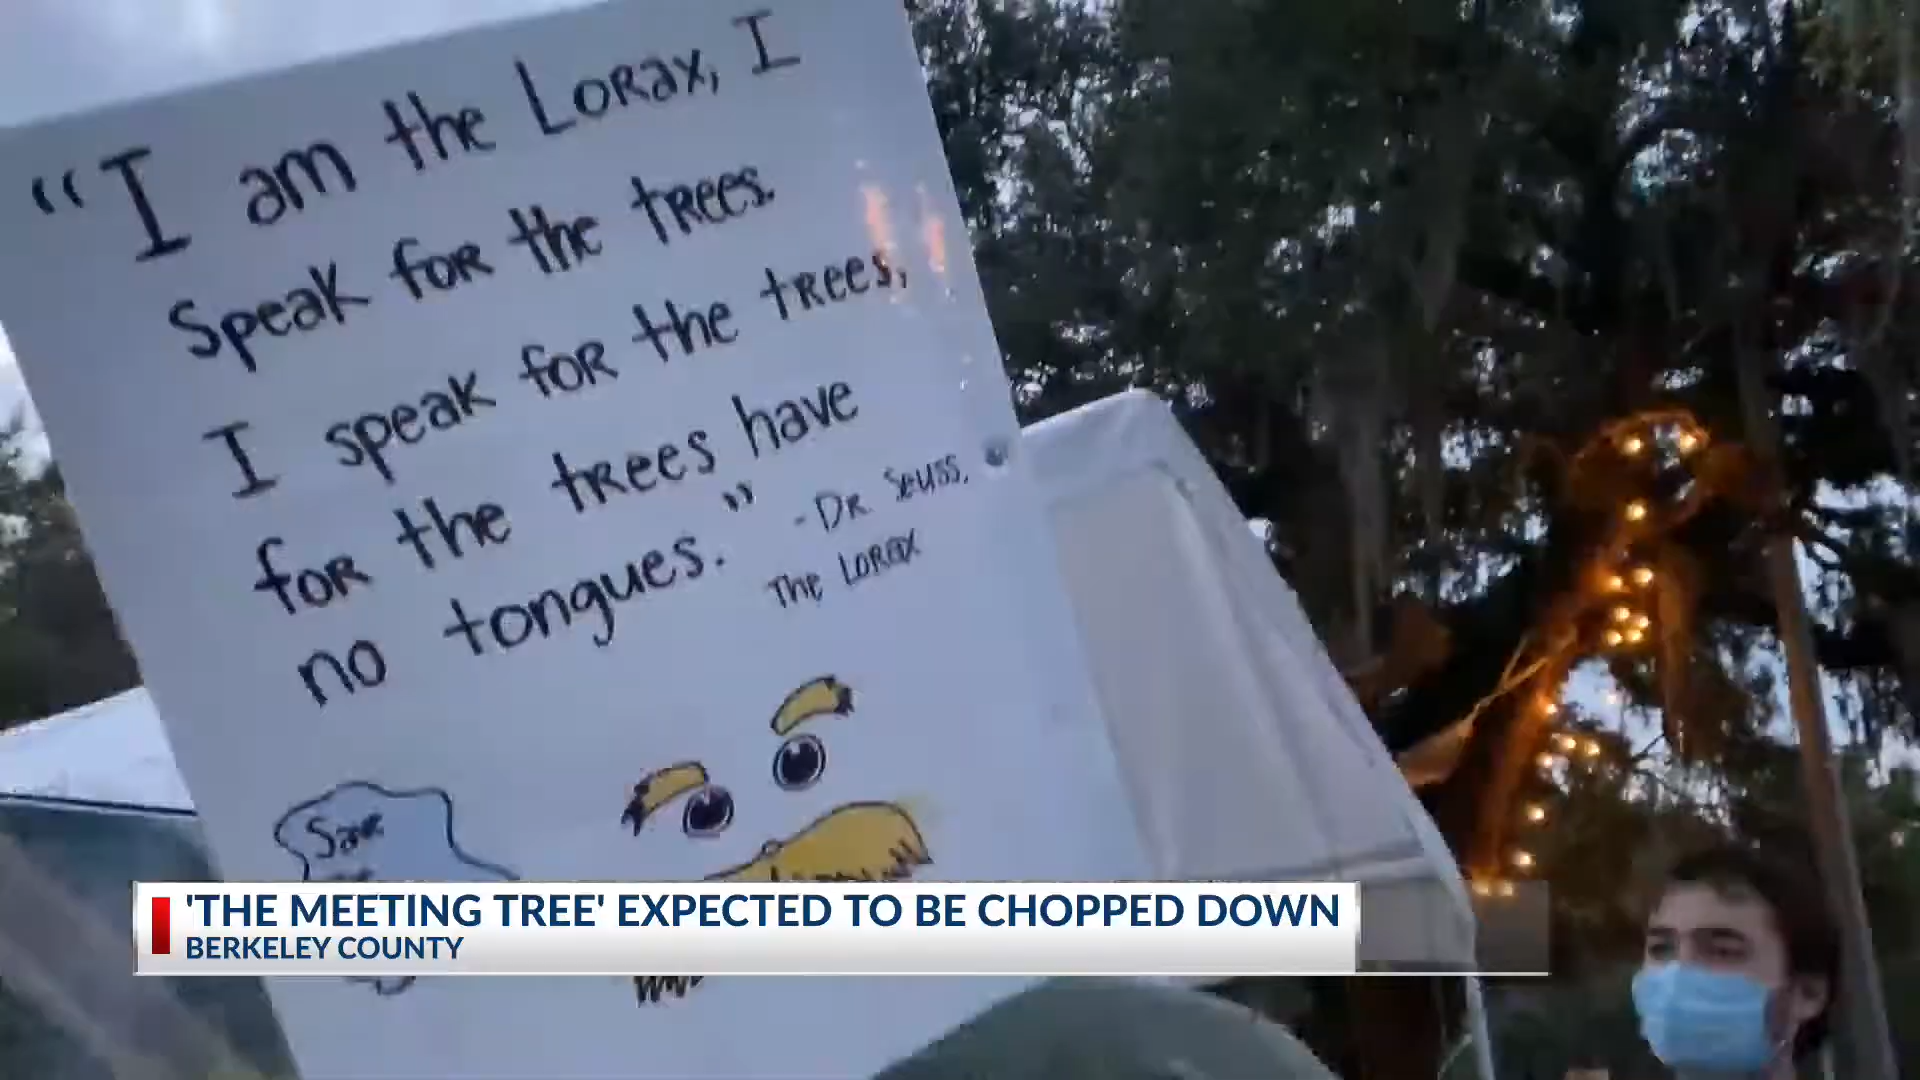 "I am the Lorax, I
Speak for the trees.
I speak for the trees,
for the trees have
no tongues."
- Dr. Seuss,
The Lorax
Save
'THE MEETING TREE' EXPECTED TO BE CHOPPED DOWN
BERKELEY COUNTY